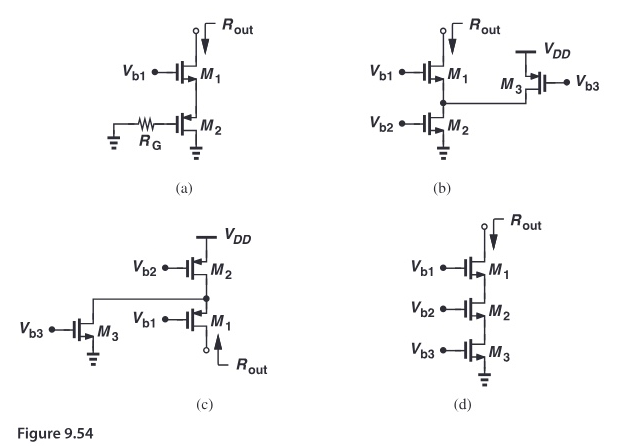 R_out
V_b1
M_1
M_2
R_G
(a)
R_out
V_DD
V_b1
M_1
M_3
V_b3
V_b2
M_2
(b)
V_DD
V_b2
M_2
V_b3
M_3
V_b1
M_1
R_out
(c)
R_out
V_b1
M_1
V_b2
M_2
V_b3
M_3
(d)
Figure 9.54